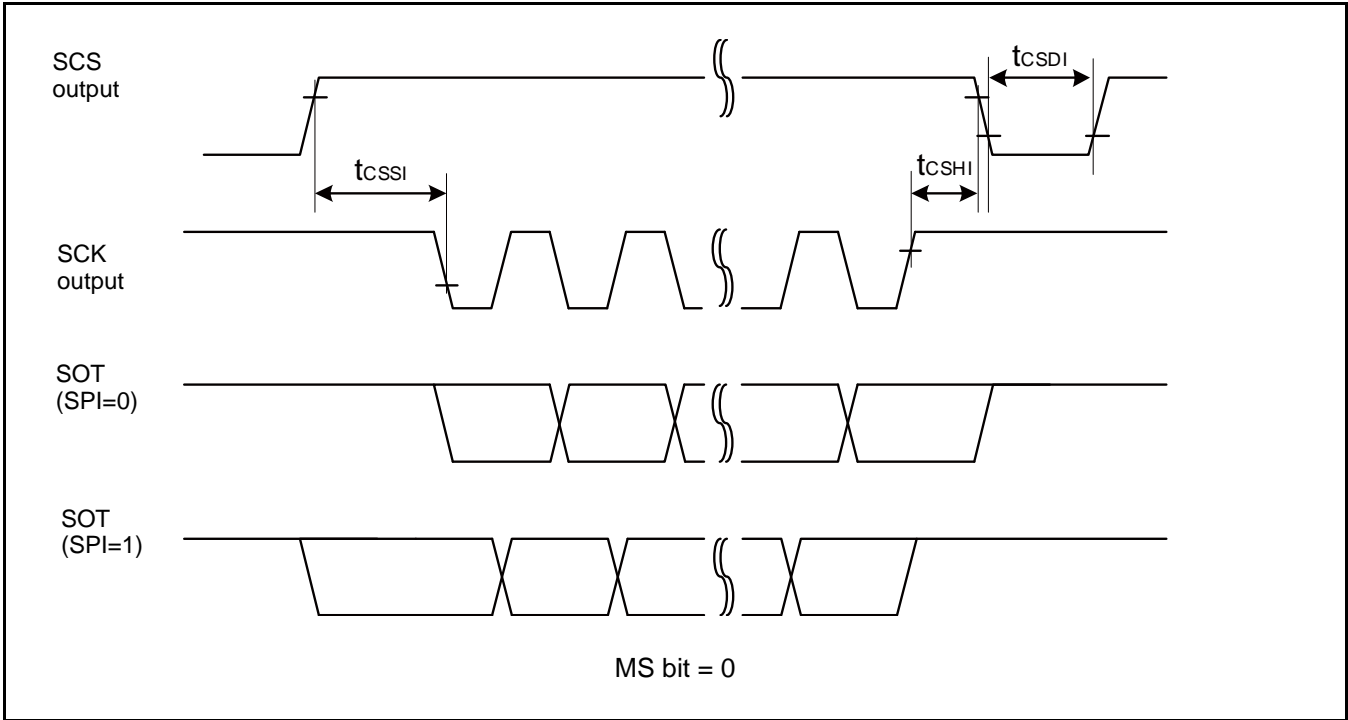 SCS
output
tCSDI
tCSSI
tCSHI
SCK
output
SOT
(SPI=0)
SOT
(SPI=1)
MS bit = 0